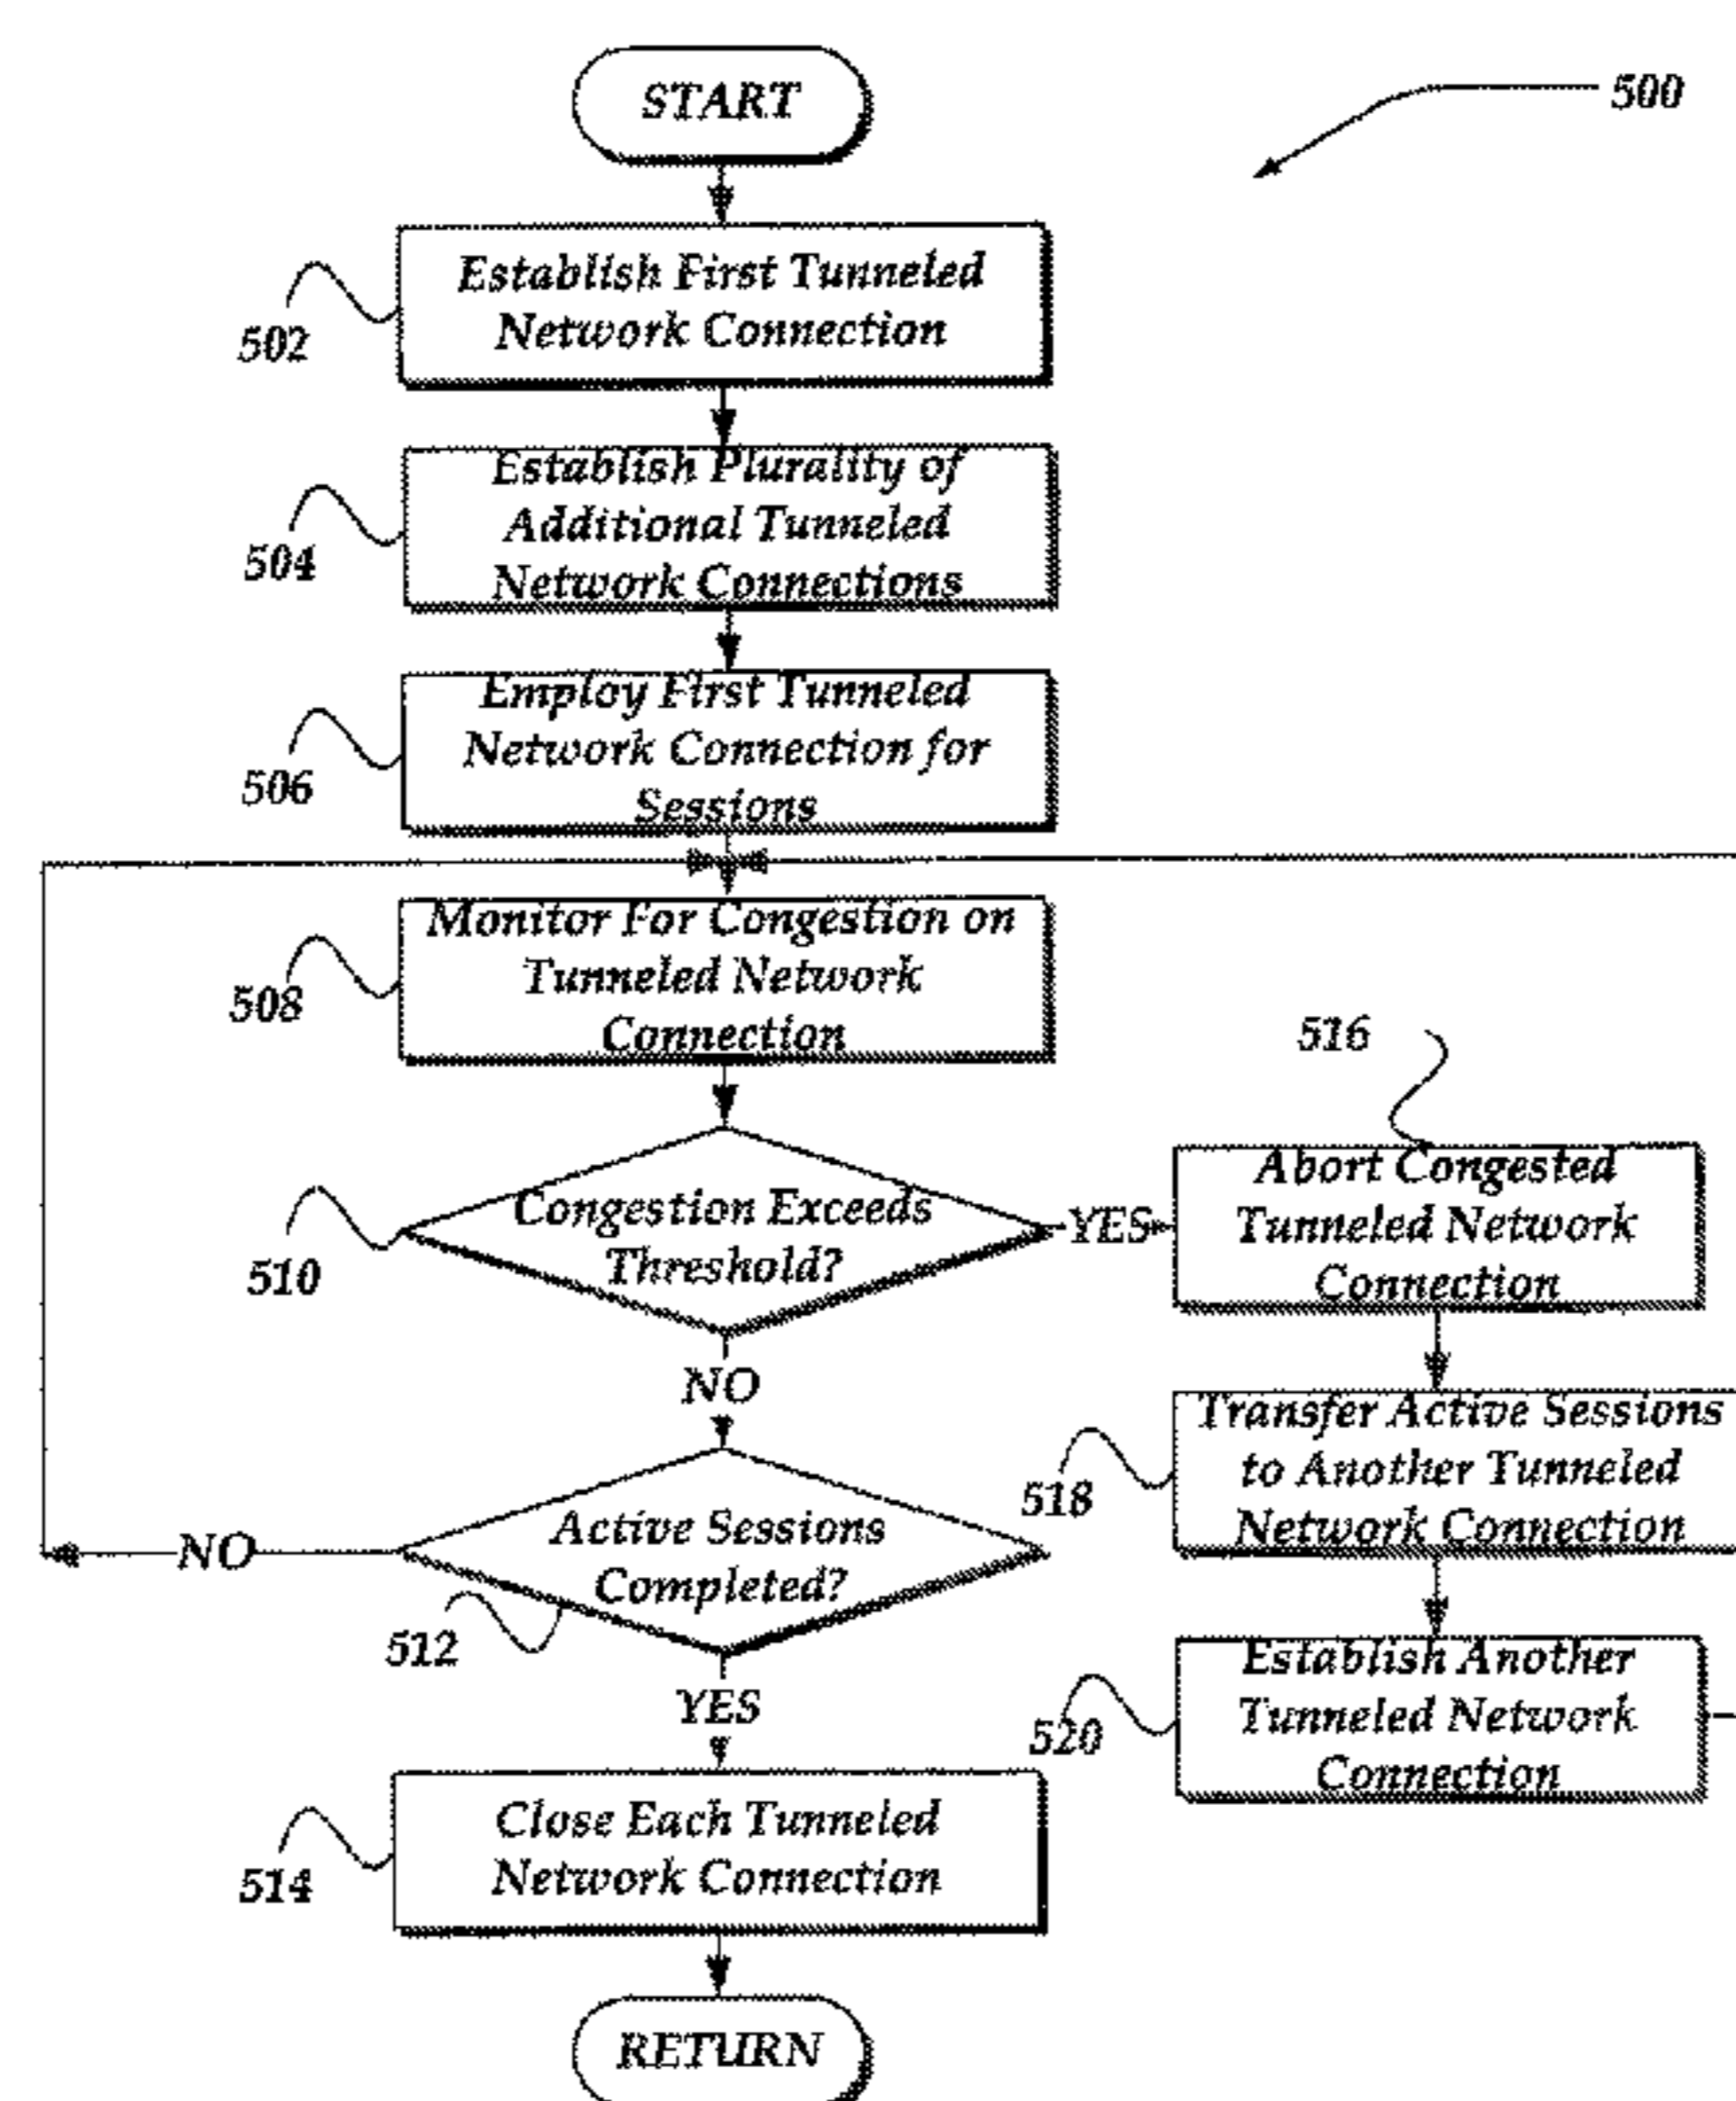 START
500
Establish First Tunneled
Network Connection
502
Establish Plurality of
Additional Tunneled
Network Connections
504
Employ First Tunneled
Network Connection for
Sessions
506
Monitor For Congestion on
Tunneled Network
Connection
508
Congestion Exceeds
Threshold?
510
YES
516
Abort Congested
Tunneled Network
Connection
NO
Transfer Active Sessions
to Another Tunneled
Network Connection
518
Active Sessions
Completed?
NO
512
Establish Another
Tunneled Network
Connection
520
YES
Close Each Tunneled
Network Connection
514
RETURN